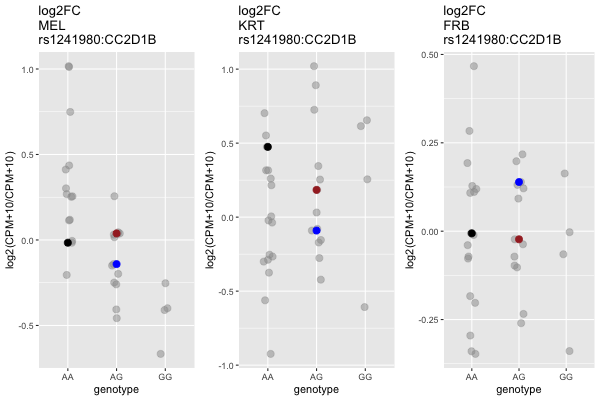 log2FC
MEL
rs1241980:CC2D1B
log2(CPM+10/CPM+10)
1.0
0.5
0.0
-0.5
AA AG GG
genotype
log2FC
KRT
rs1241980:CC2D1B
log2(CPM+10/CPM+10)
1.0
0.5
0.0
-0.5
-1.0
AA AG GG
genotype
log2FC
FRB
rs1241980:CC2D1B
log2(CPM+10/CPM+10)
0.50
0.25
0.00
-0.25
AA AG GG
genotype